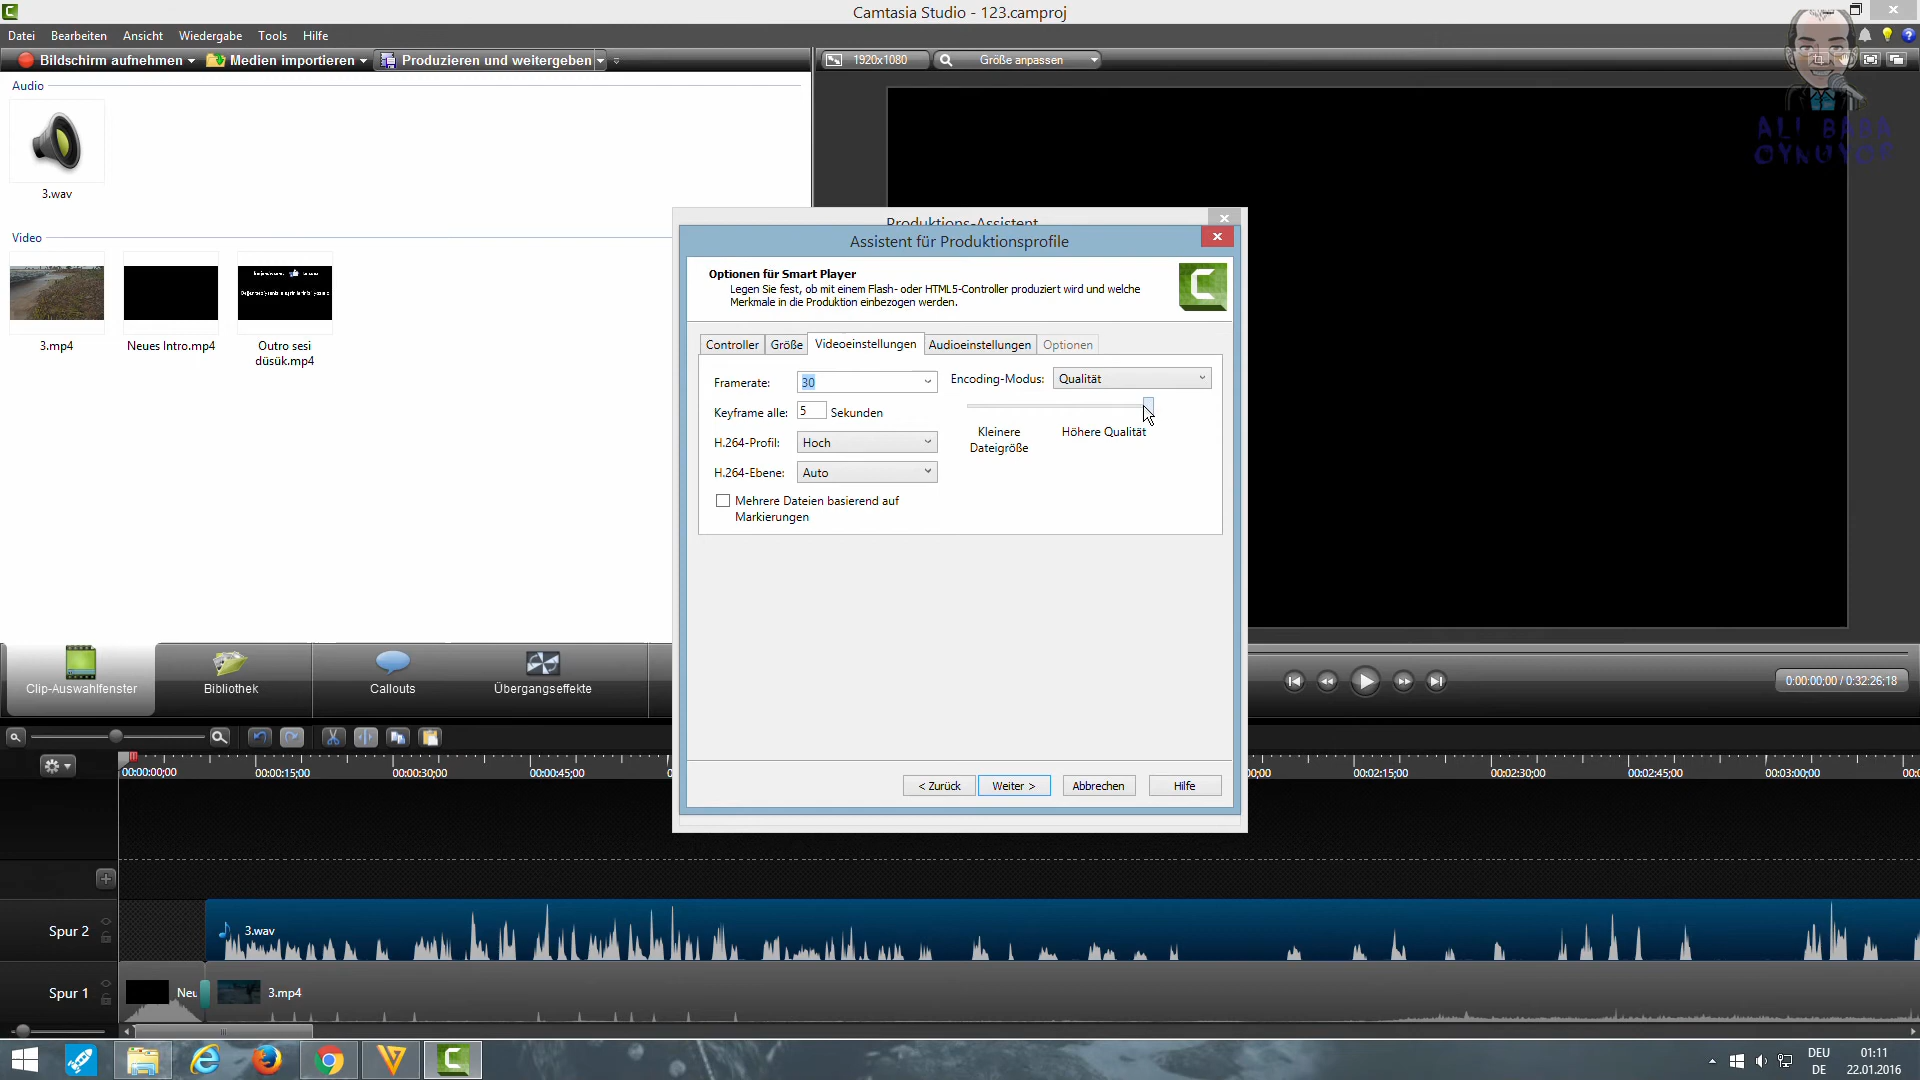 Camtasia Studio - 123.camproj
Datei Bearbeiten Ansicht Wiedergabe Tools Hilfe
Bildschirm aufnehmen Medien importieren Produzieren und weitergeben
1920x1080 Größe anpassen
ALI BABA
OYNUYOR
Audio
3.wav
Video
3.mp4
Neues Intro.mp4
Outro sesi
düsük.mp4
Produktions-Assistent
Assistent für Produktionsprofile
Optionen für Smart Player
Legen Sie fest, ob mit einem Flash- oder HTML5-Controller produziert wird und welche
Merkmale in die Produktion einbezogen werden.
Controller Größe Videoeinstellungen Audioeinstellungen Optionen
Framerate: 30
Encoding-Modus: Qualität
Keyframe alle: 5 Sekunden
Kleinere
Dateigröße
Höhere Qualität
H.264-Profil: Hoch
H.264-Ebene: Auto
Mehrere Dateien basierend auf
Markierungen
< Zurück Weiter > Abbrechen Hilfe
Clip-Auswahlfenster Bibliothek Callouts Übergangseffekte
0:00:00;00 / 0:32:26;18
00:00:00;00 00:00:15;00 00:00:30;00 00:00:45;00 00:02:15;00 00:02:30;00 00:02:45;00 00:03:00;00
Spur 2
3.wav
Spur 1
Neu
3.mp4
DEU
DE
01:11
22.01.2016